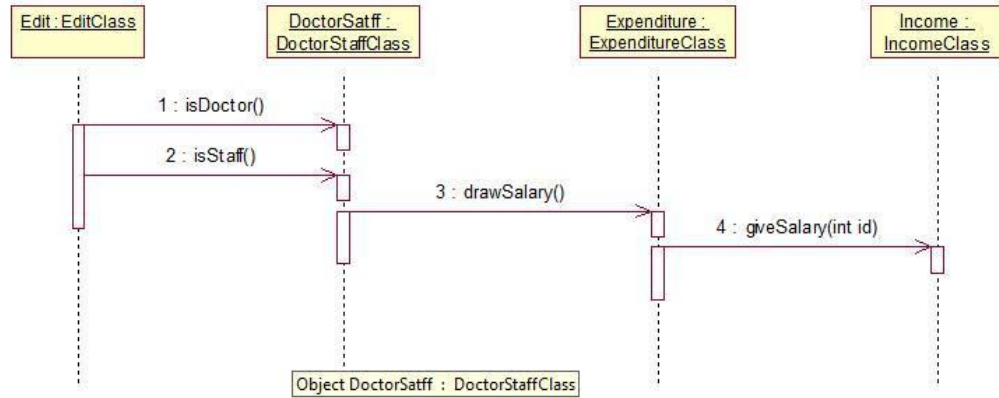 Edit : EditClass
DoctorSatff :
DoctorStaffClass
Expenditure :
ExpenditureClass
Income :
IncomeClass
1 : isDoctor()
2 : isStaff()
3 : drawSalary()
4 : giveSalary(int id)
Object DoctorSatff : DoctorStaffClass